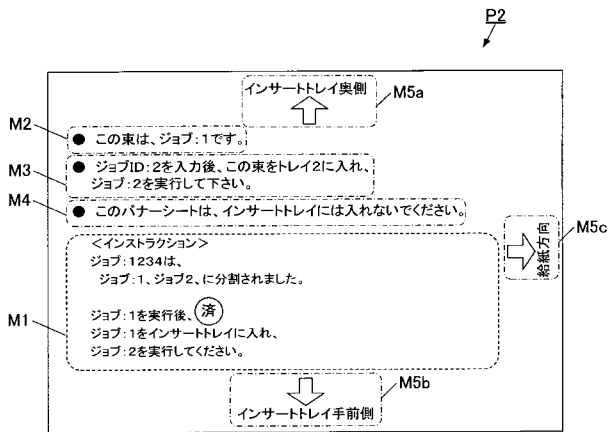 P2
インサートトレイ奥側
M5a
M2
● この束は、ジョブ:1です。
M3
● ジョブID:2を入力後、この束をトレイ2に入れ、
ジョブ:2を実行して下さい。
M4
● このバナーシートは、インサートトレイには入れないでください。
M5c
給紙方向
<インストラクション>
ジョブ:1234は、
ジョブ:1、ジョブ2、に分割されました。
M1
ジョブ:1を実行後、済
ジョブ:1をインサートトレイに入れ、
ジョブ:2を実行してください。
M5b
インサートトレイ手前側